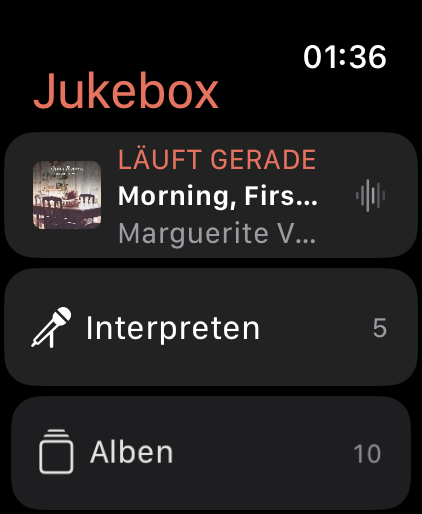 01:36
Jukebox
LÄUFT GERADE
Morning, Firs...
Marguerite V...
Interpreten 5
Alben 10